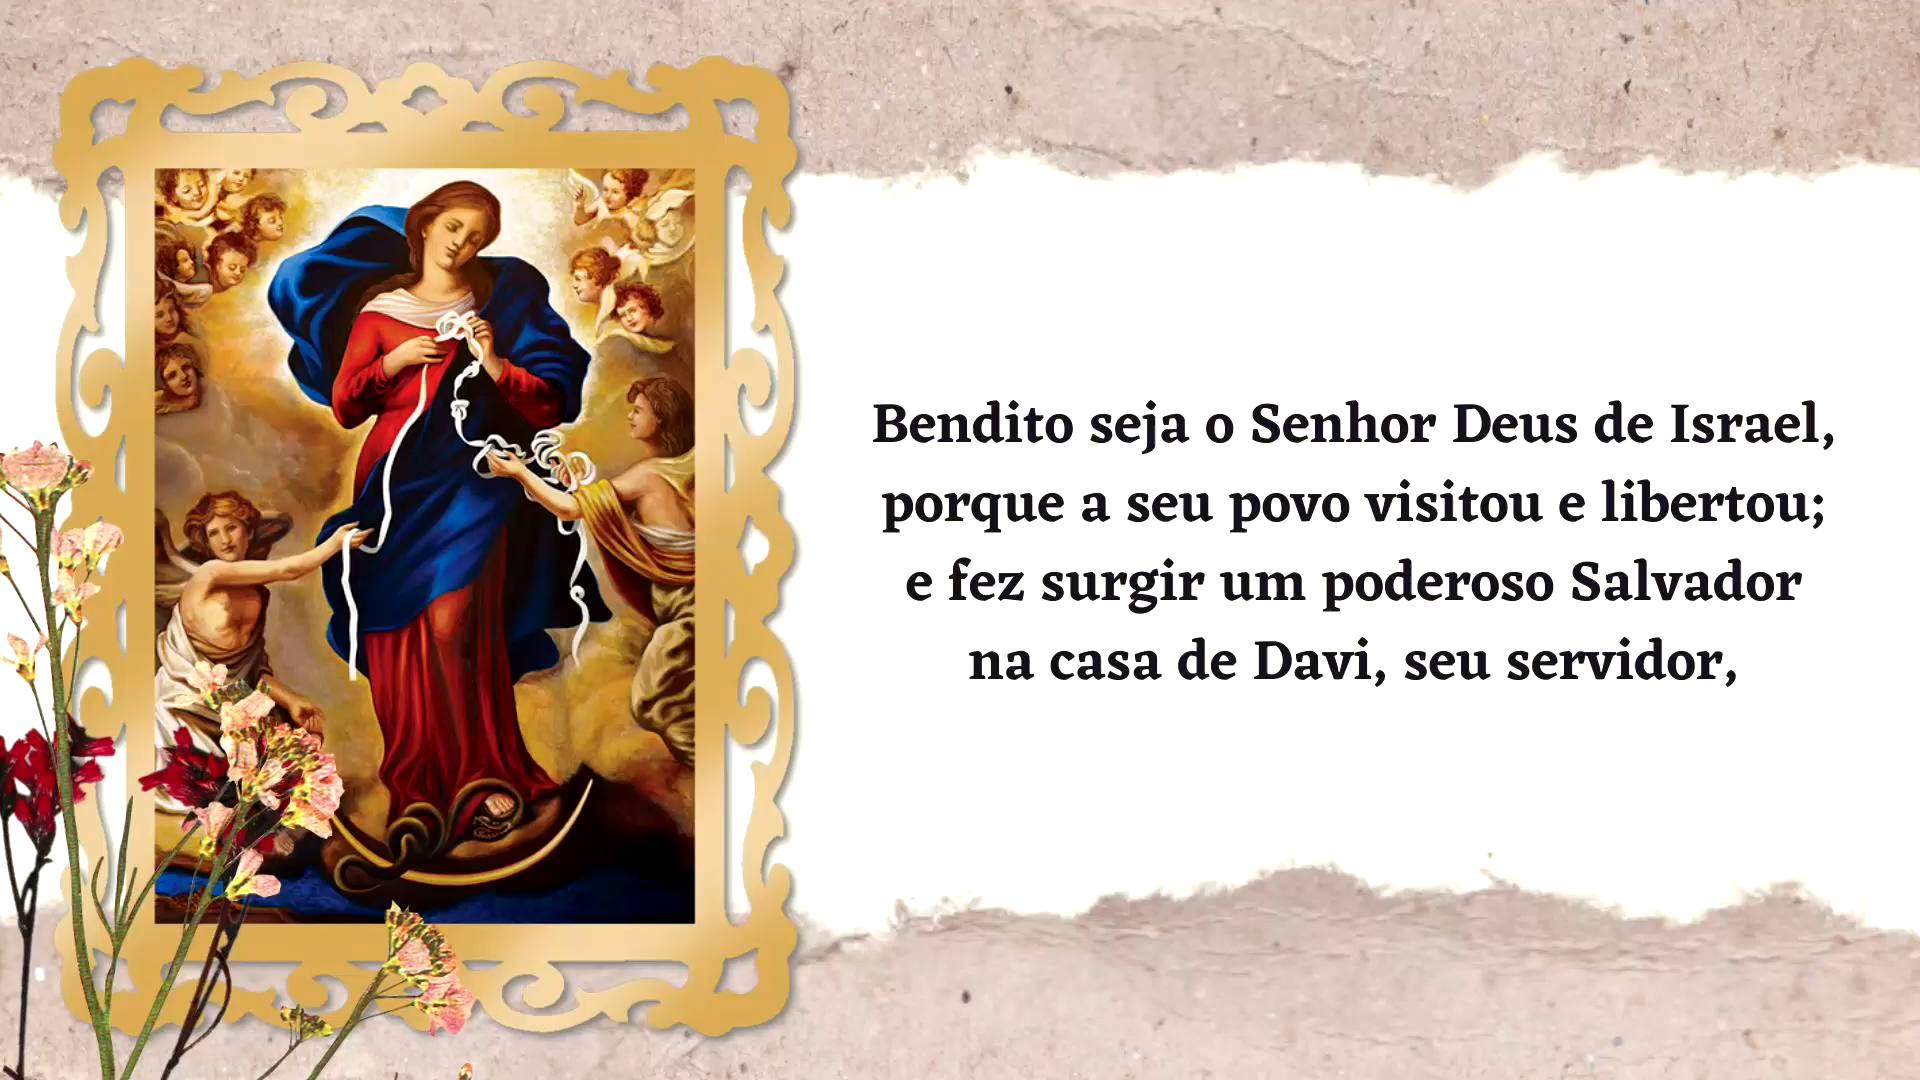 Bendito seja o Senhor Deus de Israel,
porque a seu povo visitou e libertou;
e fez surgir um poderoso Salvador
na casa de Davi, seu servidor,